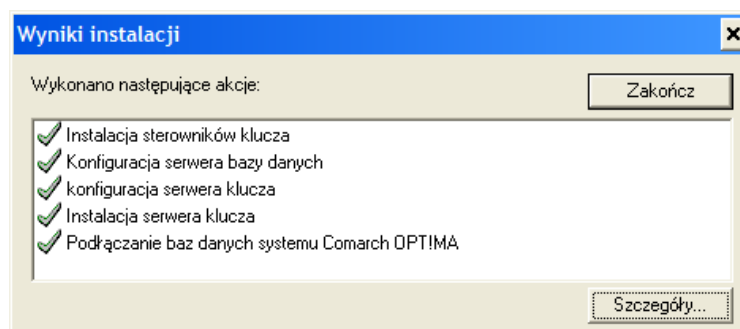 Wyniki instalacji
Wykonano następujące akcje:
Zakończ
Instalacja sterowników klucza
Konfiguracja serwera bazy danych
konfiguracja serwera klucza
Instalacja serwera klucza
Podłączanie baz danych systemu Comarch OPT!MA
Szczegóły...